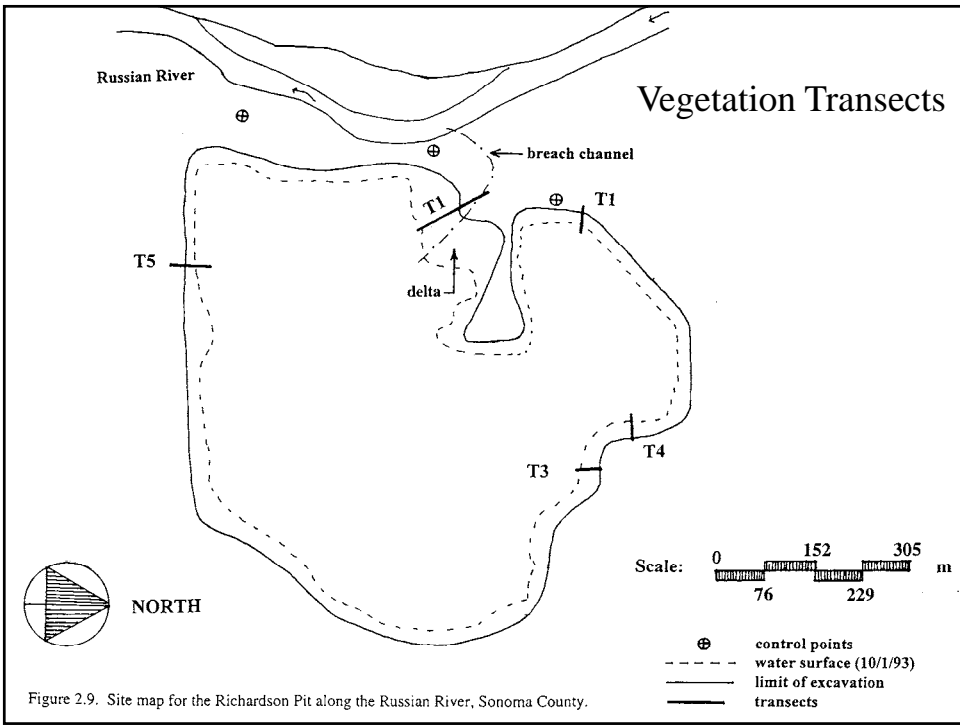 Russian River
Vegetation Transects
breach channel
T1
T1
T5
delta
T4
T3
Scale:
0
152
305
m
76
229
NORTH
control points
water surface (10/1/93)
limit of excavation
transects
Figure 2.9. Site map for the Richardson Pit along the Russian River, Sonoma County.